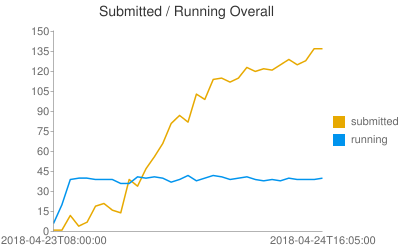 Submitted / Running Overall
150
135
120
105
90
75
60
45
30
15
0
submitted
running
2018-04-23T08:00:00
2018-04-24T16:05:00